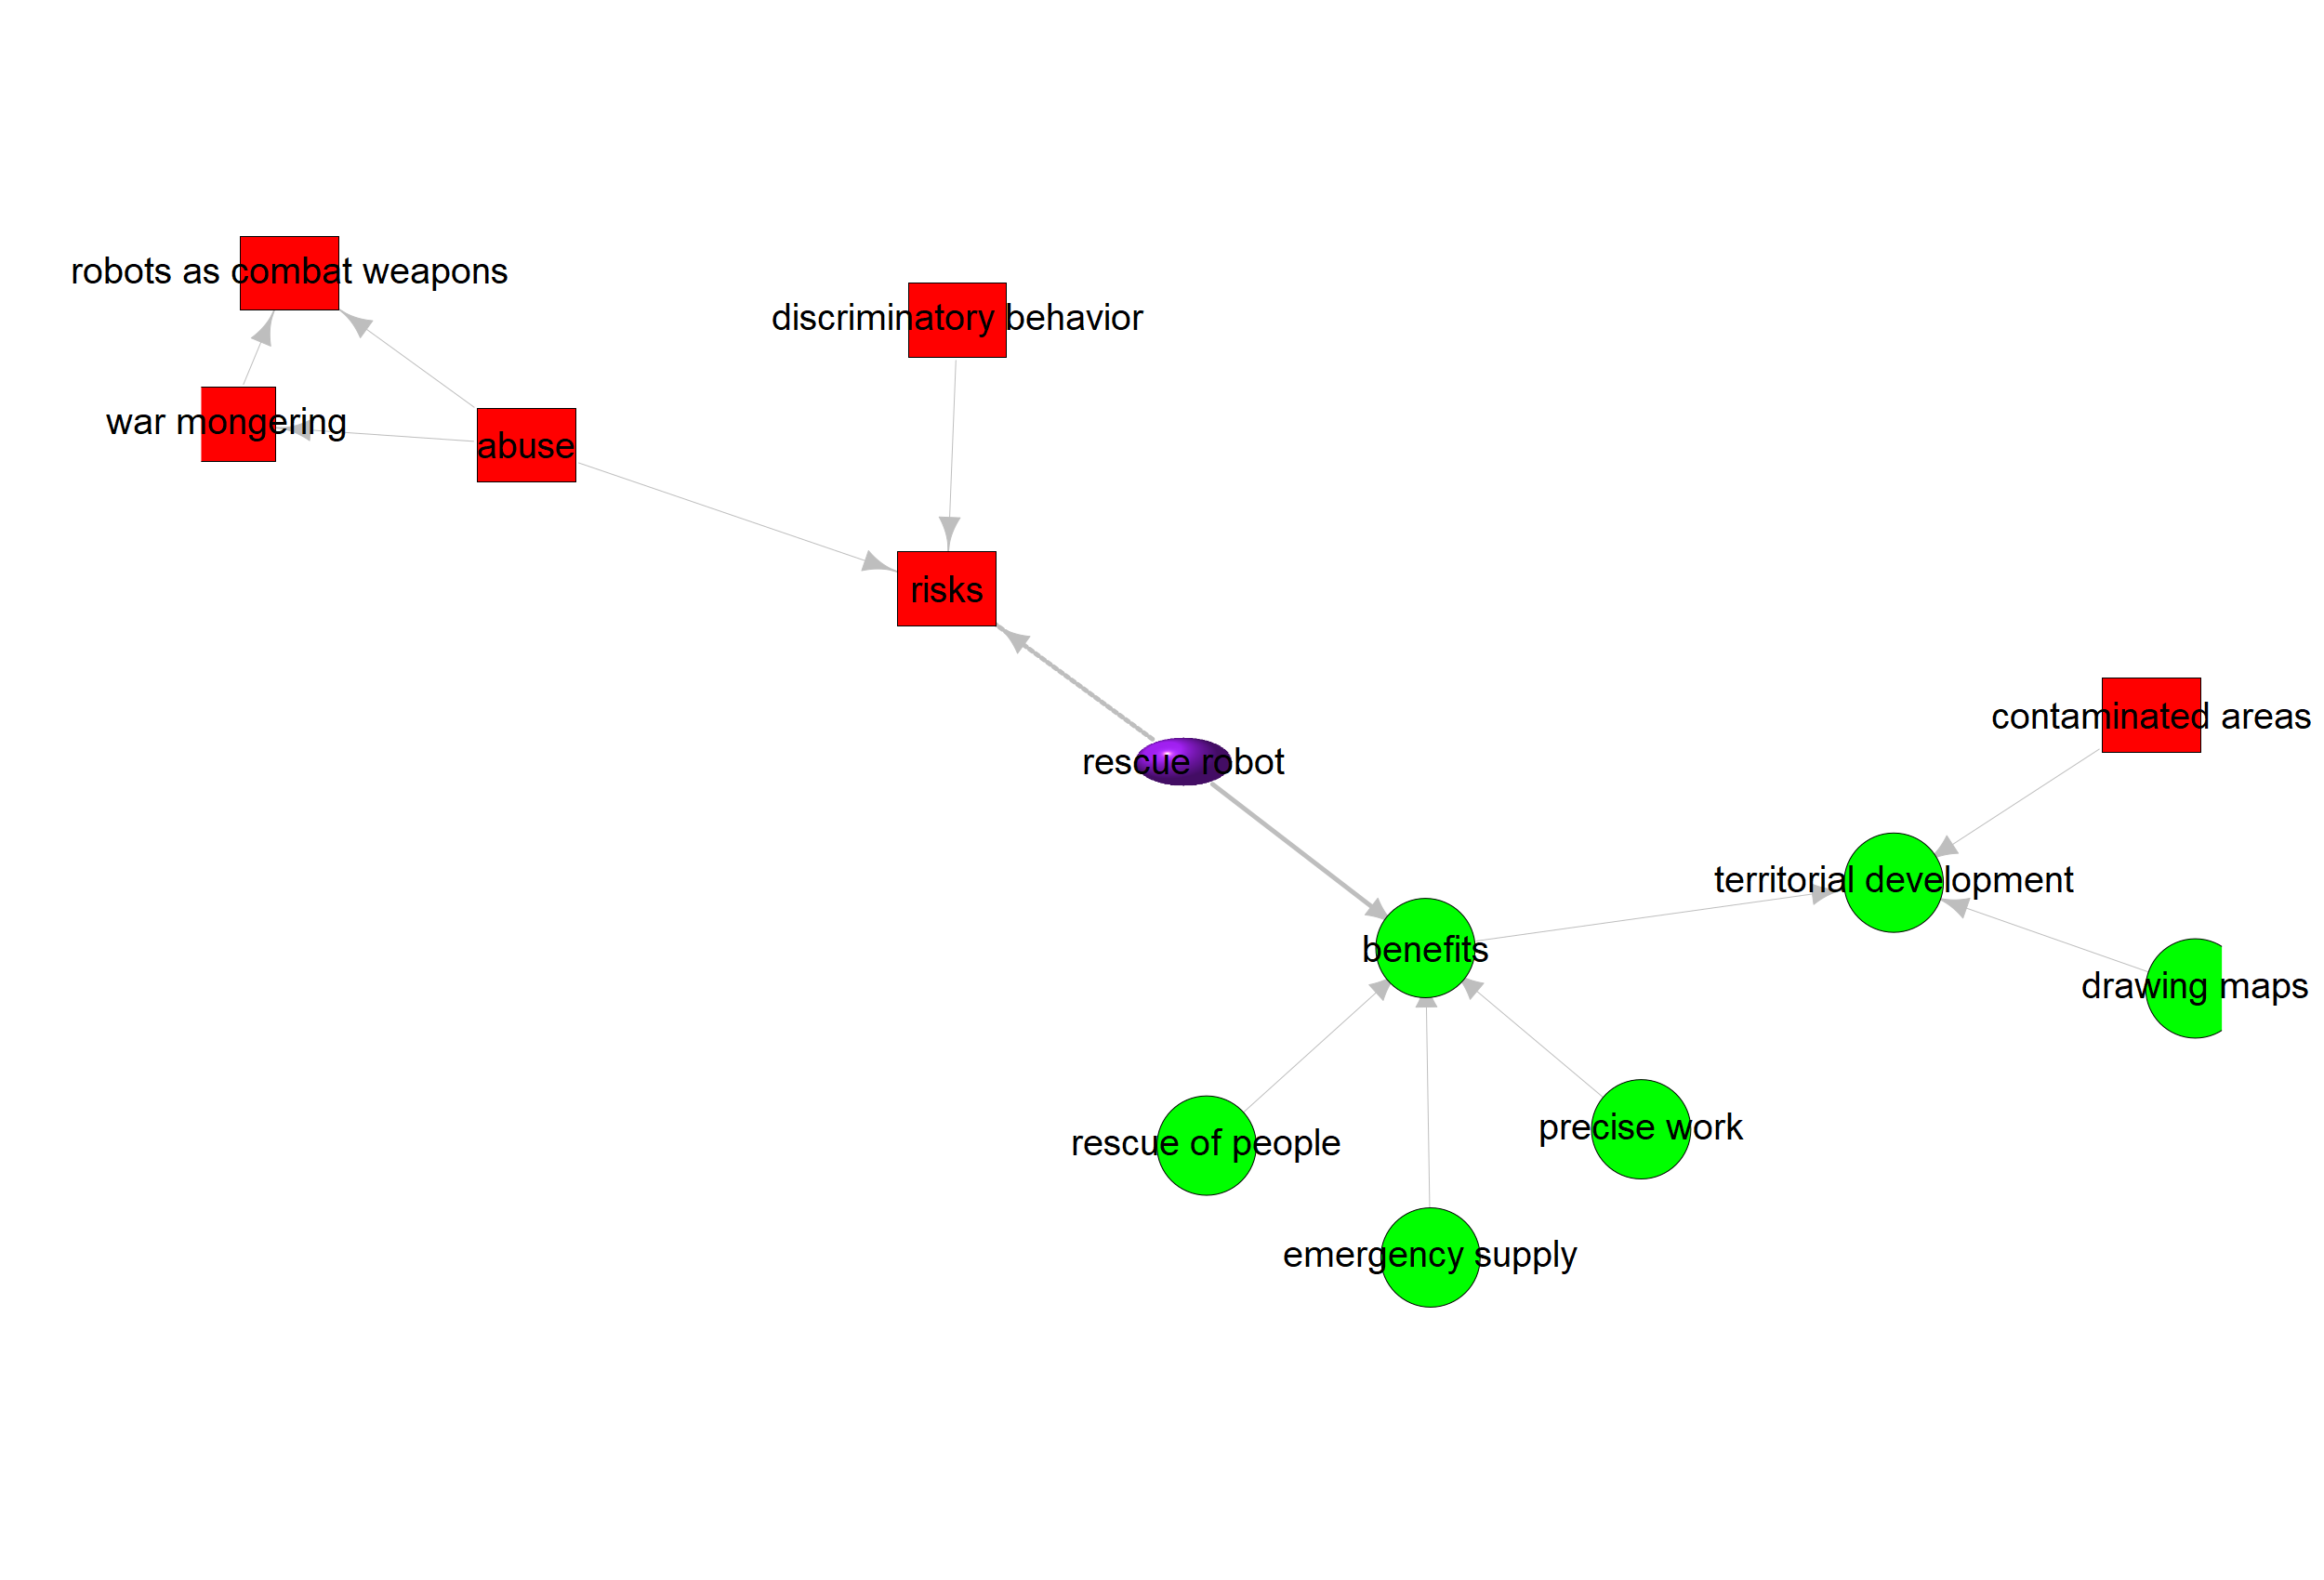 robots as combat weapons
discriminatory behavior
war mongering
abuse
risks
contaminated areas
rescue robot
territorial development
benefits
drawing maps
precise work
rescue of people
emergency supply